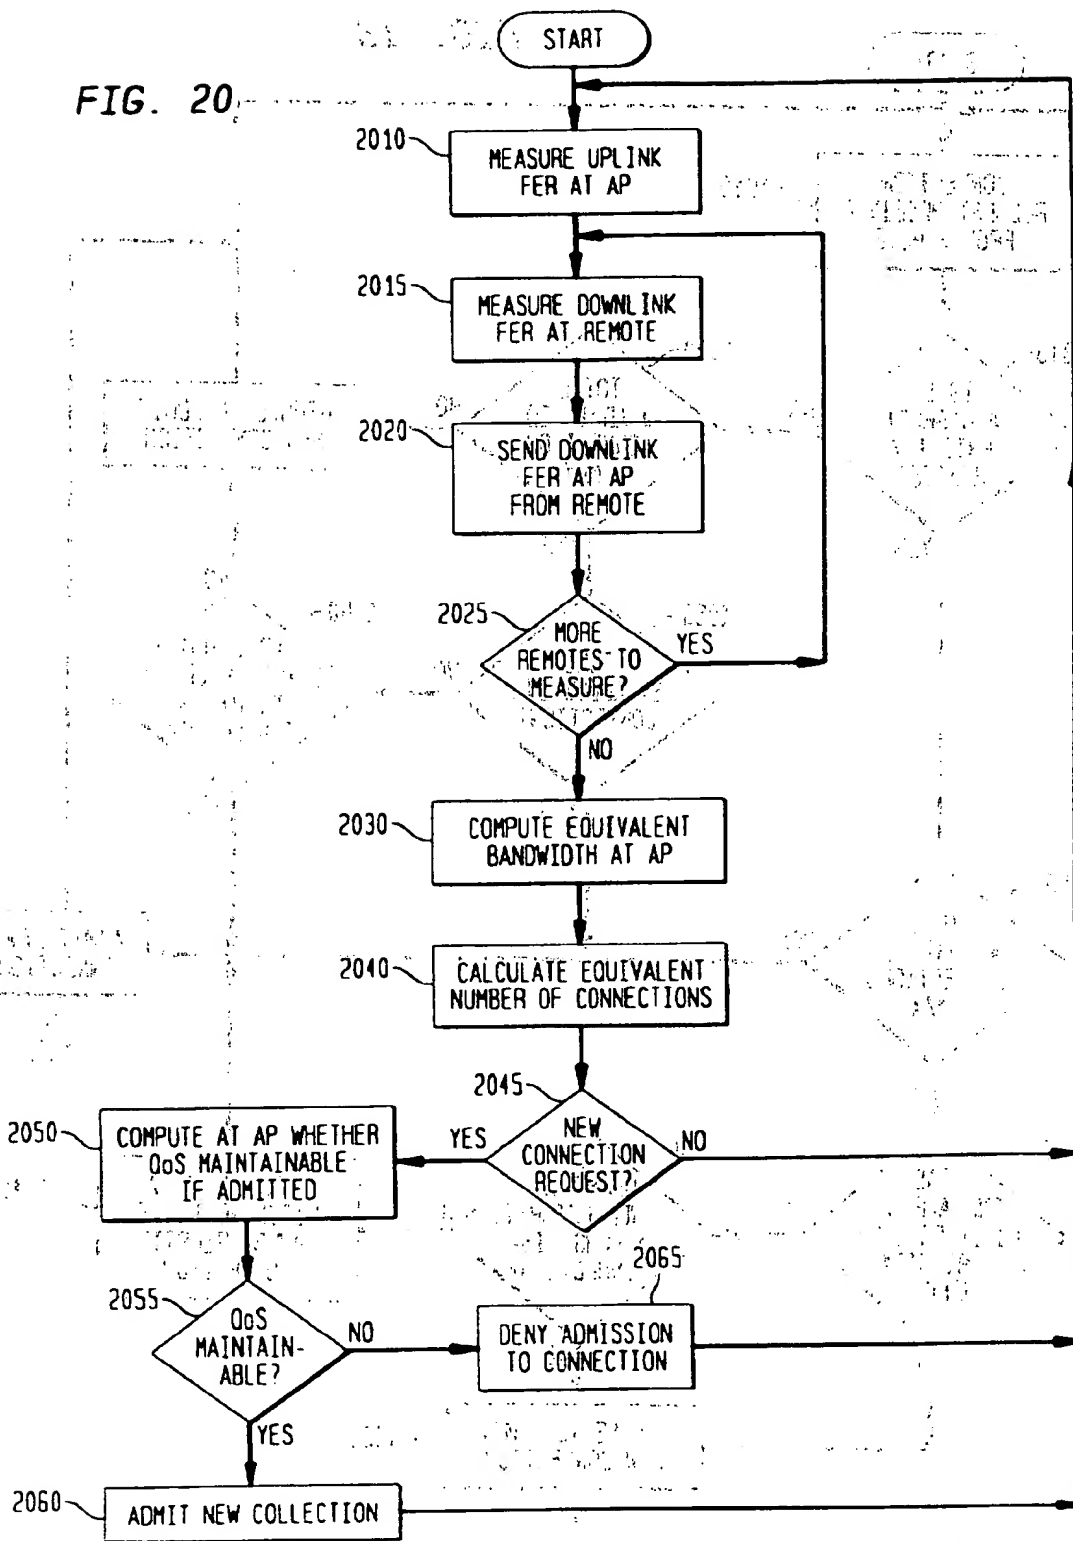 START
FIG. 20
2010
MEASURE UPLINK
FER AT AP
2015
MEASURE DOWNLINK
FER AT REMOTE
2020
SEND DOWNLINK
FER AT AP
FROM REMOTE
2025
MORE
REMOTES TO
MEASURE?
YES
NO
2030
COMPUTE EQUIVALENT
BANDWIDTH AT AP
2040
CALCULATE EQUIVALENT
NUMBER OF CONNECTIONS
2045
NEW
CONNECTION
REQUEST?
YES
NO
2050
COMPUTE AT AP WHETHER
QoS MAINTAINABLE
IF ADMITTED
2055
QoS
MAINTAIN-
ABLE?
NO
YES
2065
DENY ADMISSION
TO CONNECTION
2060
ADMIT NEW COLLECTION